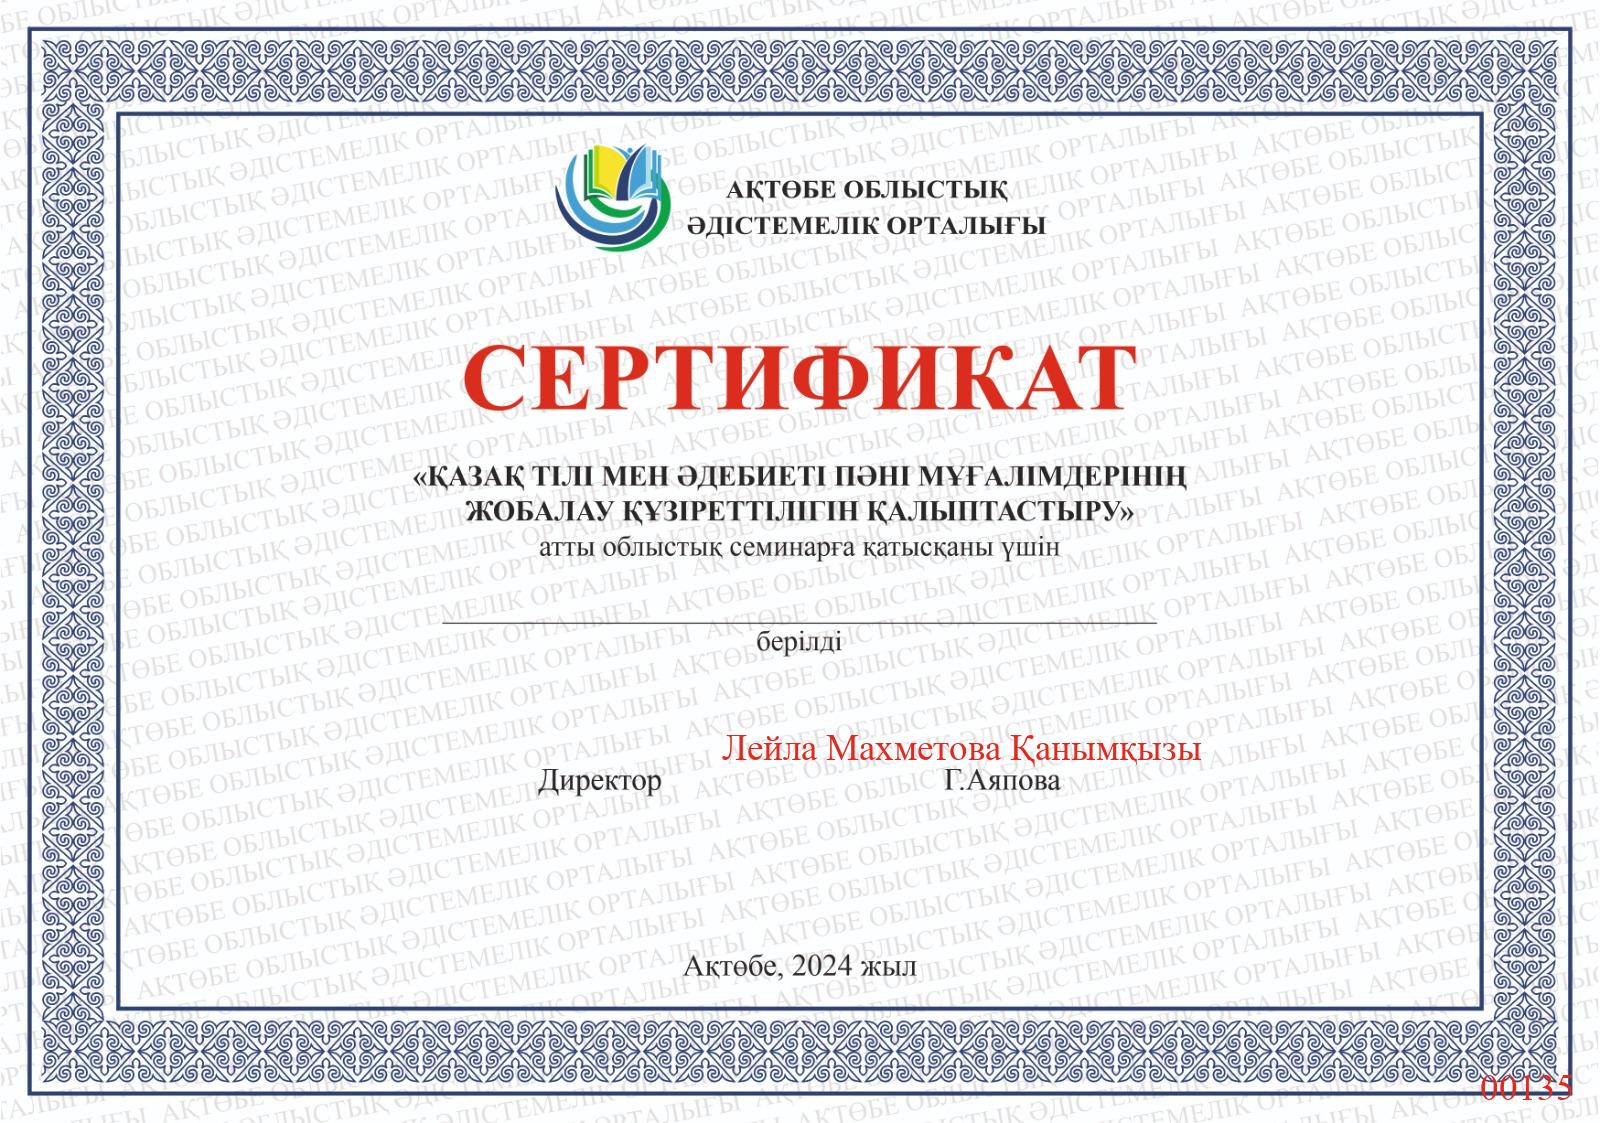 АҚТӨБЕ ОБЛЫСТЫҚ
ӘДІСТЕМЕЛІК ОРТАЛЫҒЫ
СЕРТИФИКАТ
«ҚАЗАҚ ТІЛІ МЕН ӘДЕБИЕТІ ПӘНІ МҰҒАЛІМДЕРІНІҢ
ЖОБАЛАУ ҚҰЗІРЕТТІЛІГІН ҚАЛЫПТАСТЫРУ»
атты облыстық семинарға қатысқаны үшін
берілді
Лейла Махметова Қанымқызы
Директор Г.Аяпова
Ақтөбе, 2024 жыл
00135